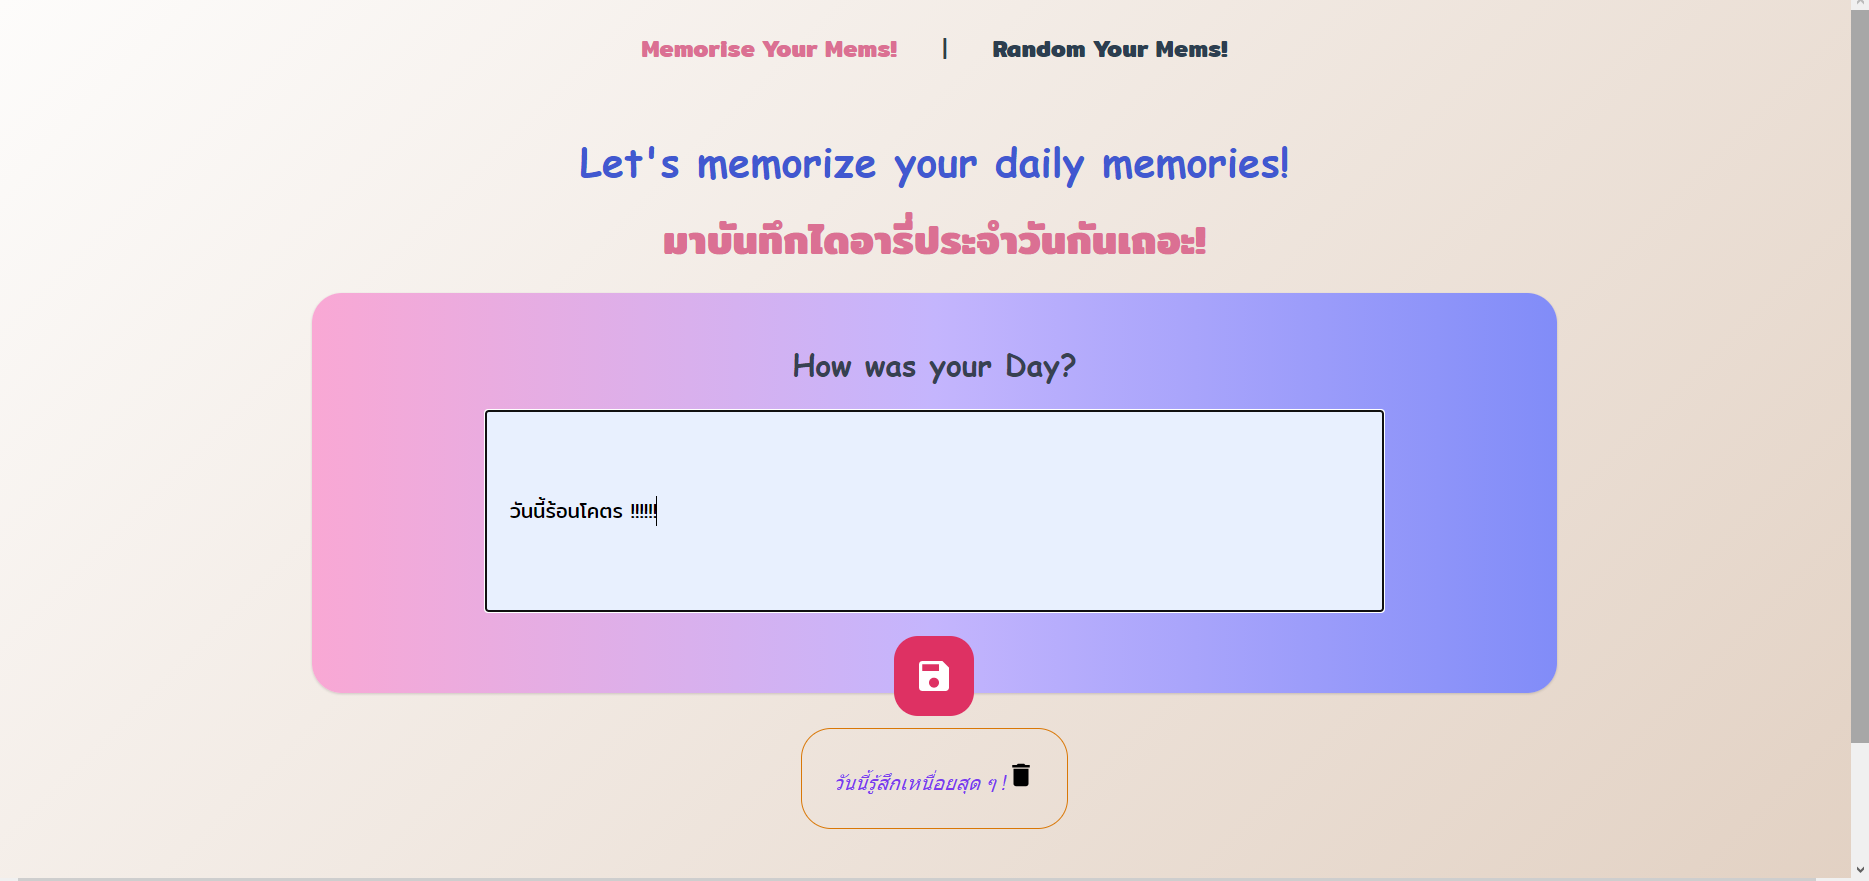 Memorise Your Mems! | Random Your Mems!
Let's memorize your daily memories!
มาบันทึกไดอารี่ประจำวันกันเถอะ!
How was your Day?
วันนี้ร้อนโคตร !!!!!!
วันนี้รู้สึกเหนื่อยสุด ๆ !